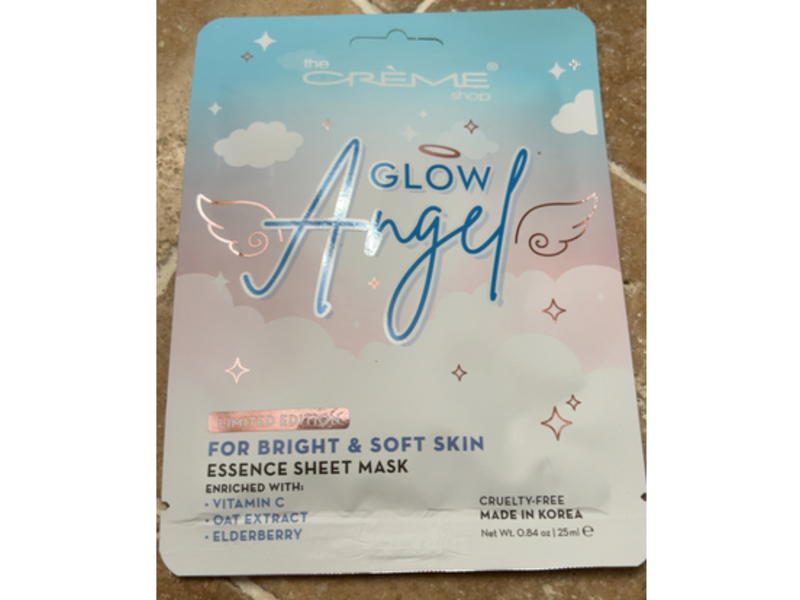 the
CRÈME®
shop
GLOW
Angel
LIMITED EDITION
FOR BRIGHT & SOFT SKIN
ESSENCE SHEET MASK
ENRICHED WITH:
• VITAMIN C
• OAT EXTRACT
• ELDERBERRY
CRUELTY-FREE
MADE IN KOREA
Net Wt. 0.84 oz | 25ml ℮